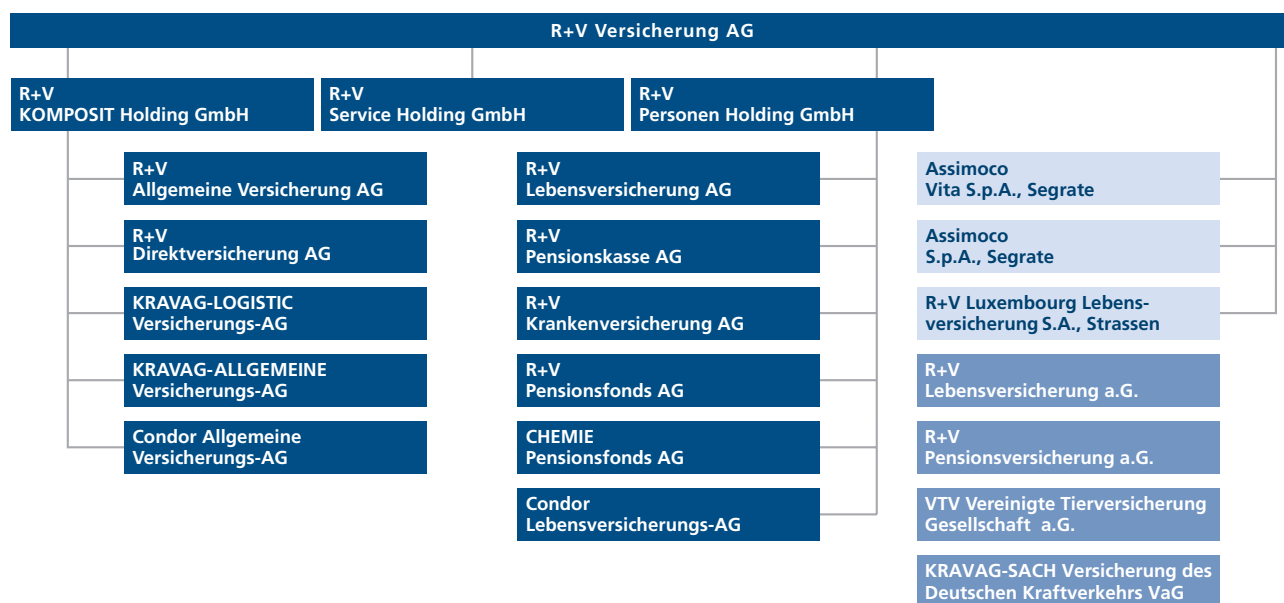 R+V Versicherung AG
R+V
KOMPOSIT Holding GmbH
R+V
Service Holding GmbH
R+V
Personen Holding GmbH
R+V
Allgemeine Versicherung AG
R+V
Direktversicherung AG
KRAVAG-LOGISTIC
Versicherungs-AG
KRAVAG-ALLGEMEINE
Versicherungs-AG
Condor Allgemeine
Versicherungs-AG
R+V
Lebensversicherung AG
R+V
Pensionskasse AG
R+V
Krankenversicherung AG
R+V
Pensionsfonds AG
CHEMIE
Pensionsfonds AG
Condor
Lebensversicherungs-AG
Assimoco
Vita S.p.A., Segrate
Assimoco
S.p.A., Segrate
R+V Luxembourg Lebens-
versicherung S.A., Strassen
R+V
Lebensversicherung a.G.
R+V
Pensionsversicherung a.G.
VTV Vereinigte Tierversicherung
Gesellschaft a.G.
KRAVAG-SACH Versicherung des
Deutschen Kraftverkehrs VaG